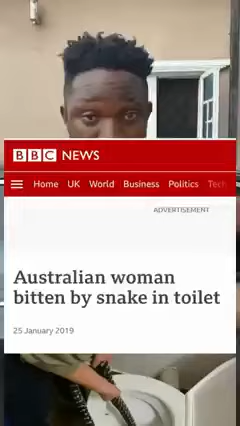 BBC NEWS
Home UK World Business Politics Tech
ADVERTISEMENT
Australian woman
bitten by snake in toilet
25 January 2019